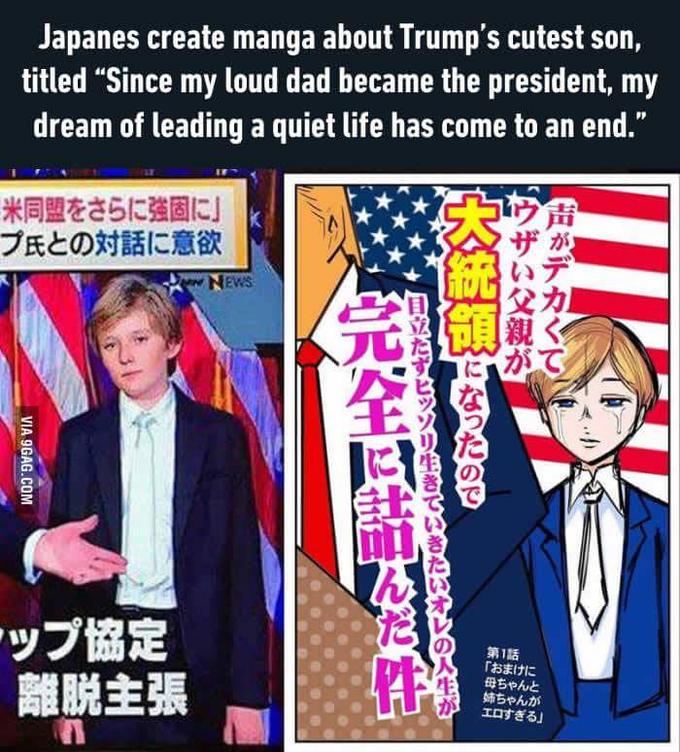 Japanes create manga about Trump's cutest son,
titled “Since my loud dad became the president, my
dream of leading a quiet life has come to an end.”
米同盟をさらに強固に」
プ氏との対話に意欲
NEWS
VIA 9GAG.COM
ップ協定
離脱主張
声がデカくて
ウザい父親が
大統領になったので
目立たずヒッソリ生きていきたいオレの人生が
完全に詰んだ件
第1話
「おまけに
母ちゃんと
姉ちゃんが
エロすぎる」